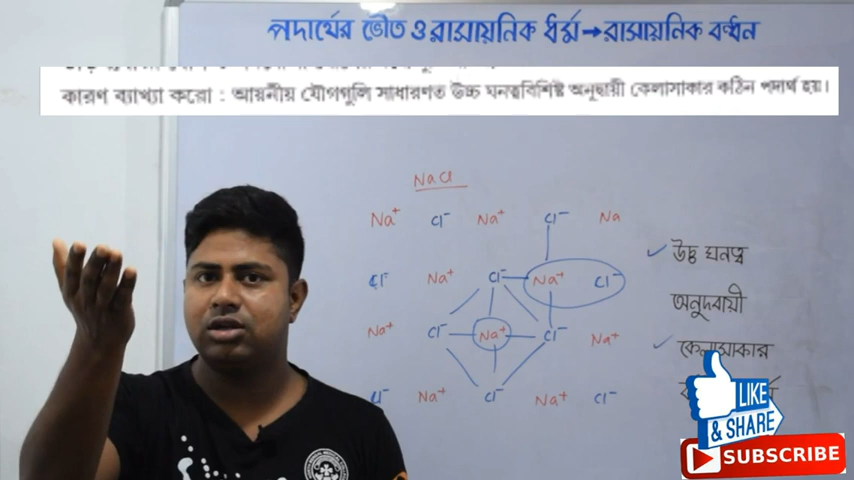 পদার্থের ভৌত ও রাসায়নিক ধর্ম→রাসায়নিক বন্ধন
কারণ ব্যাখ্যা করো : আয়নীয় যৌগগুলি সাধারণত উচ্চ ঘনত্ববিশিষ্ট অনুদ্বায়ী কেলাসাকার কঠিন পদার্থ হয়।
NaCl
Na⁺ Cl⁻ Na⁺ Cl⁻ Na
Cl⁻ Na⁺ Cl⁻ Na⁺ Cl⁻
Na⁺ Cl⁻ Na⁺ Cl⁻ Na⁺
Cl⁻ Na⁺ Cl⁻ Na⁺ Cl⁻
✓ উচ্চ ঘনত্ব
অনুদবায়ী
✓ কেলাসাকার
LIKE
& SHARE
SUBSCRIBE